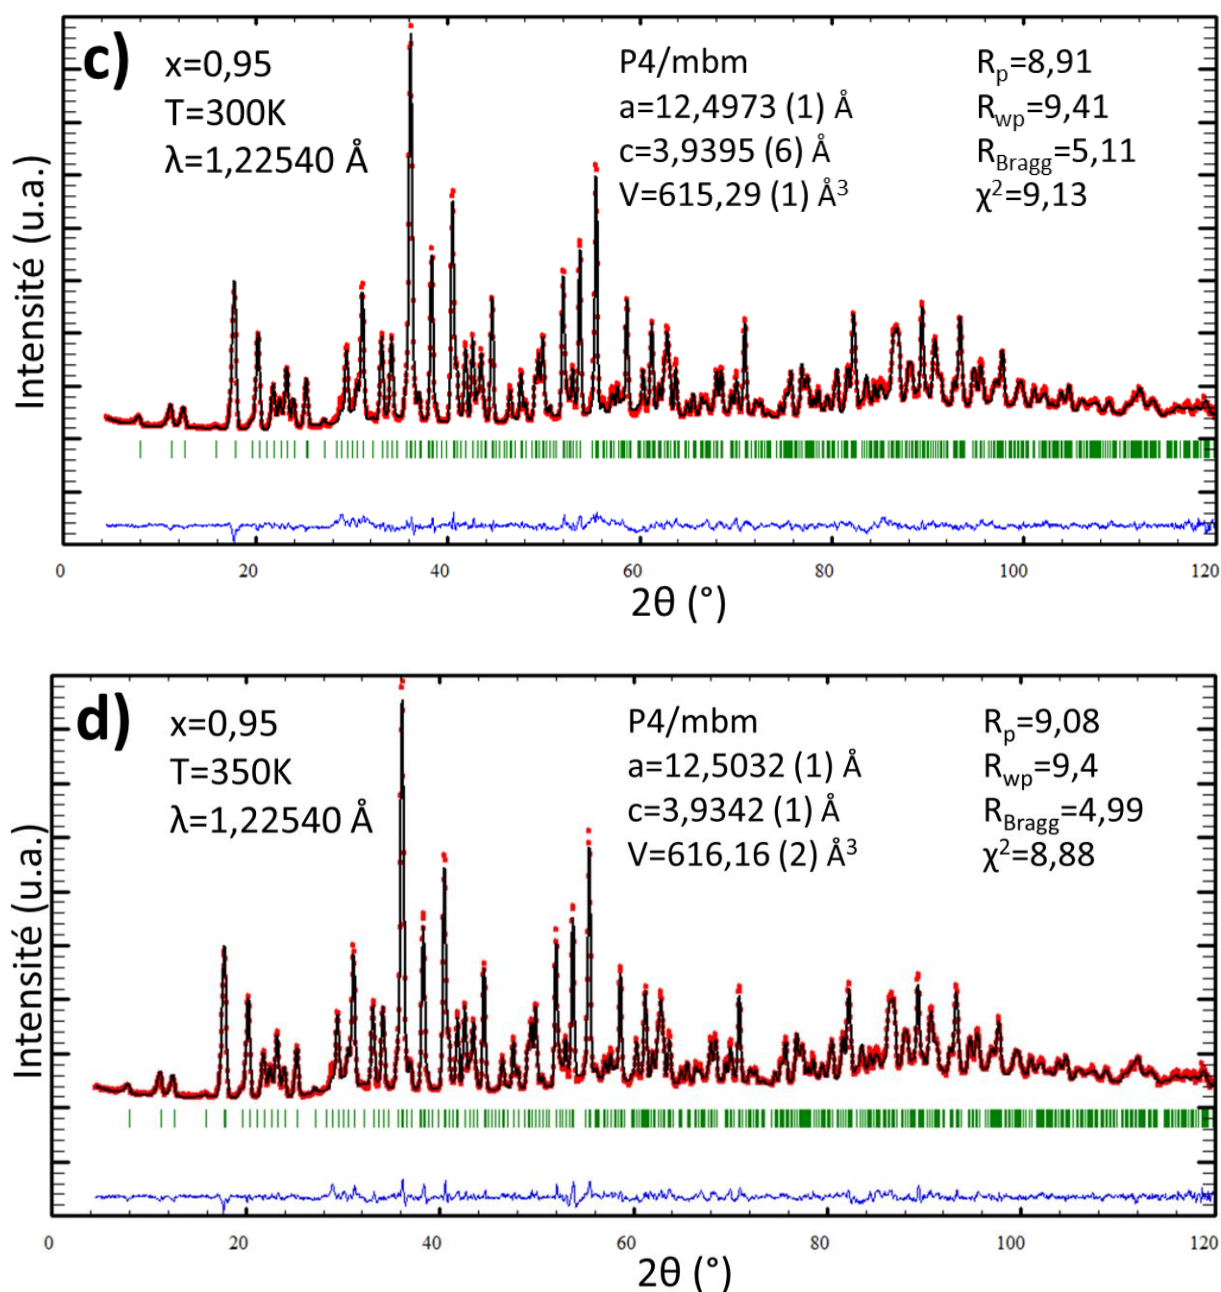 c)
x=0,95
T=300K
λ=1,22540 Å
P4/mbm
a=12,4973 (1) Å
c=3,9395 (6) Å
V=615,29 (1) Å³
Rp=8,91
Rwp=9,41
RBragg=5,11
χ²=9,13
Intensité (u.a.)
0 20 40 60 80 100 120
2θ (°)
d)
x=0,95
T=350K
λ=1,22540 Å
P4/mbm
a=12,5032 (1) Å
c=3,9342 (1) Å
V=616,16 (2) Å³
Rp=9,08
Rwp=9,4
RBragg=4,99
χ²=8,88
Intensité (u.a.)
0 20 40 60 80 100 120
2θ (°)